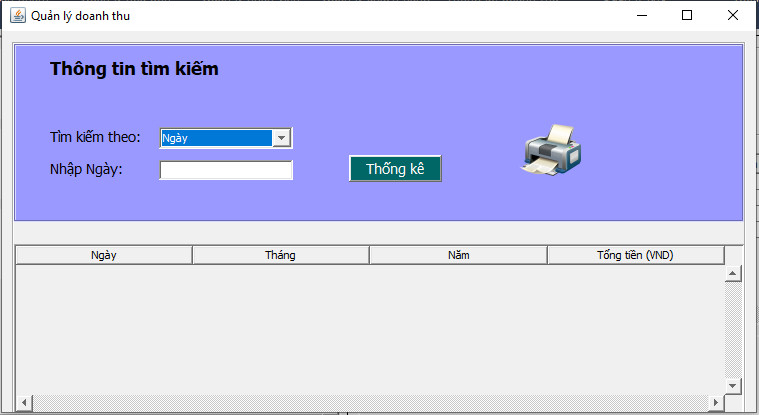 Quản lý doanh thu
Thông tin tìm kiếm
Tìm kiếm theo: Ngày
Nhập Ngày:
Thống kê
Ngày Tháng Năm Tổng tiền (VND)